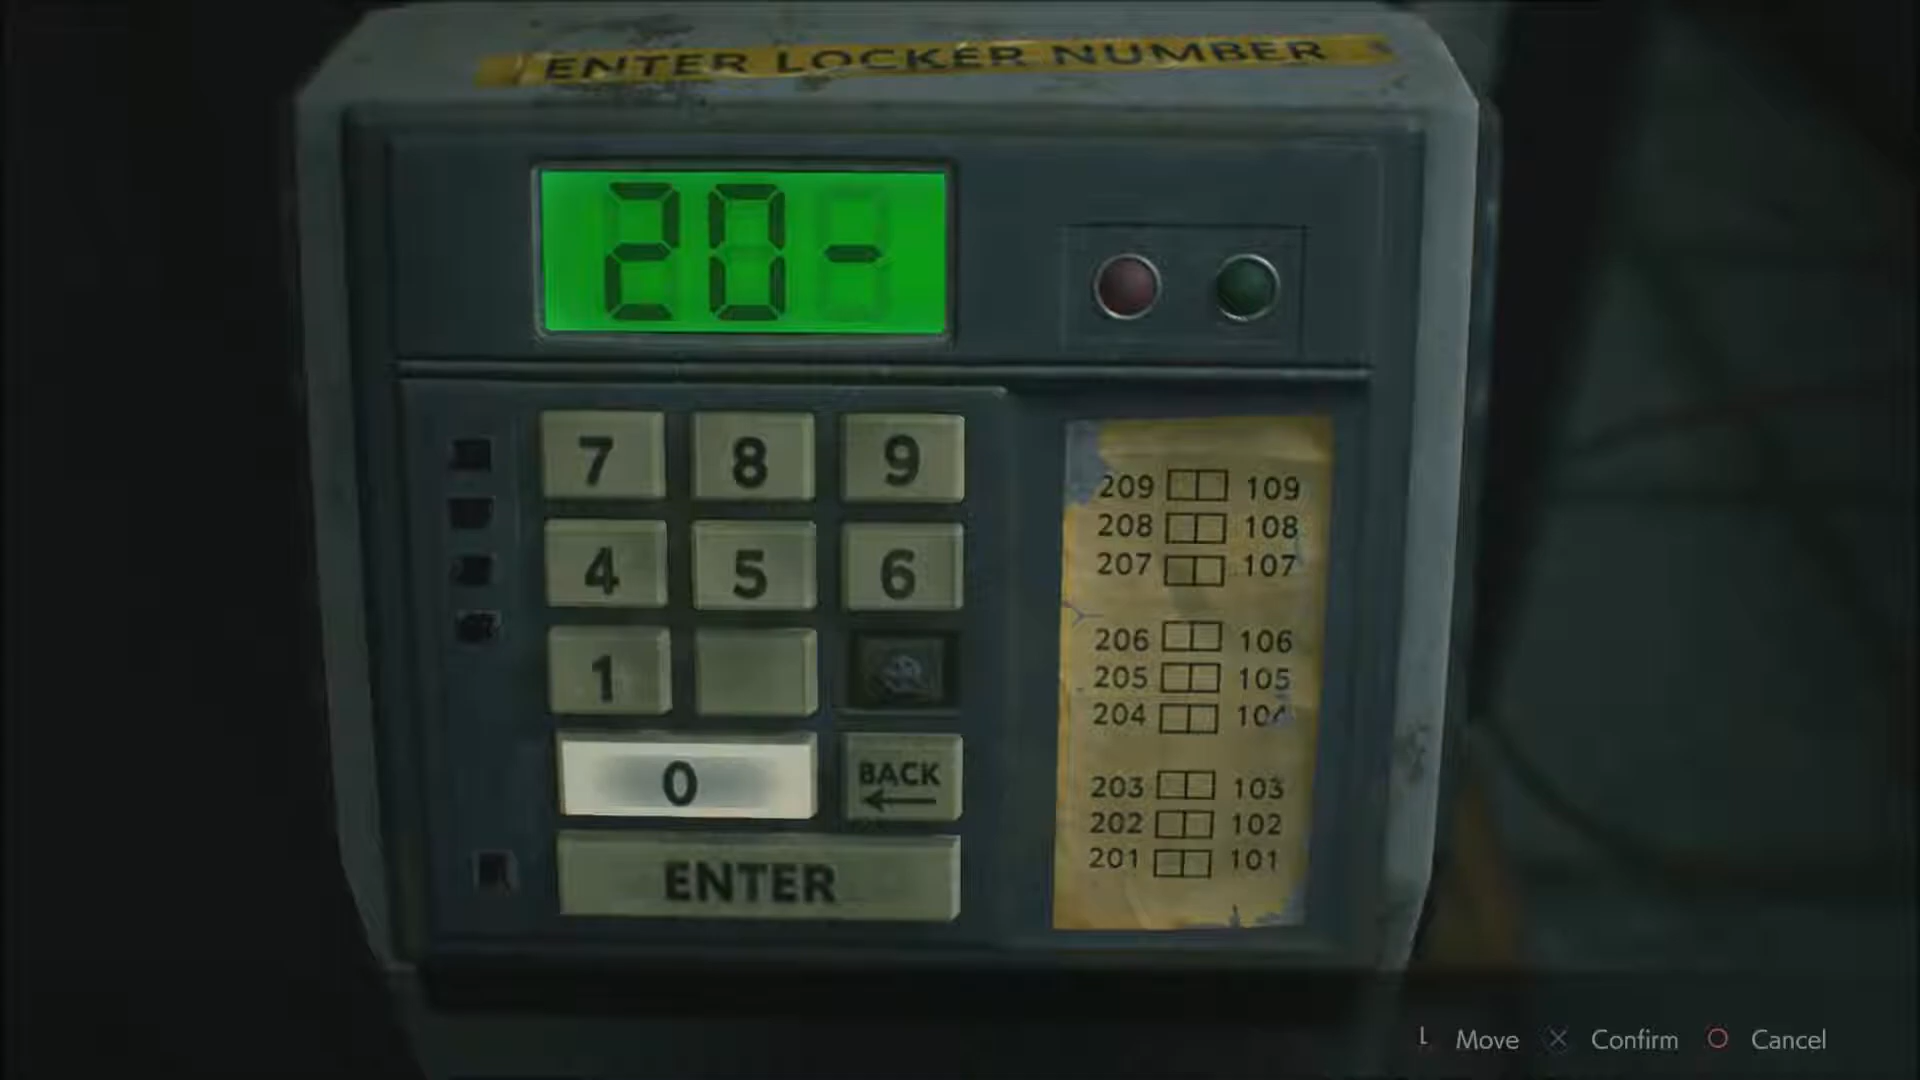 ENTER LOCKER NUMBER
20-
7 8 9
4 5 6
1
0 BACK
ENTER
209 109
208 108
207 107
206 106
205 105
204 104
203 103
202 102
201 101
L Move X Confirm O Cancel